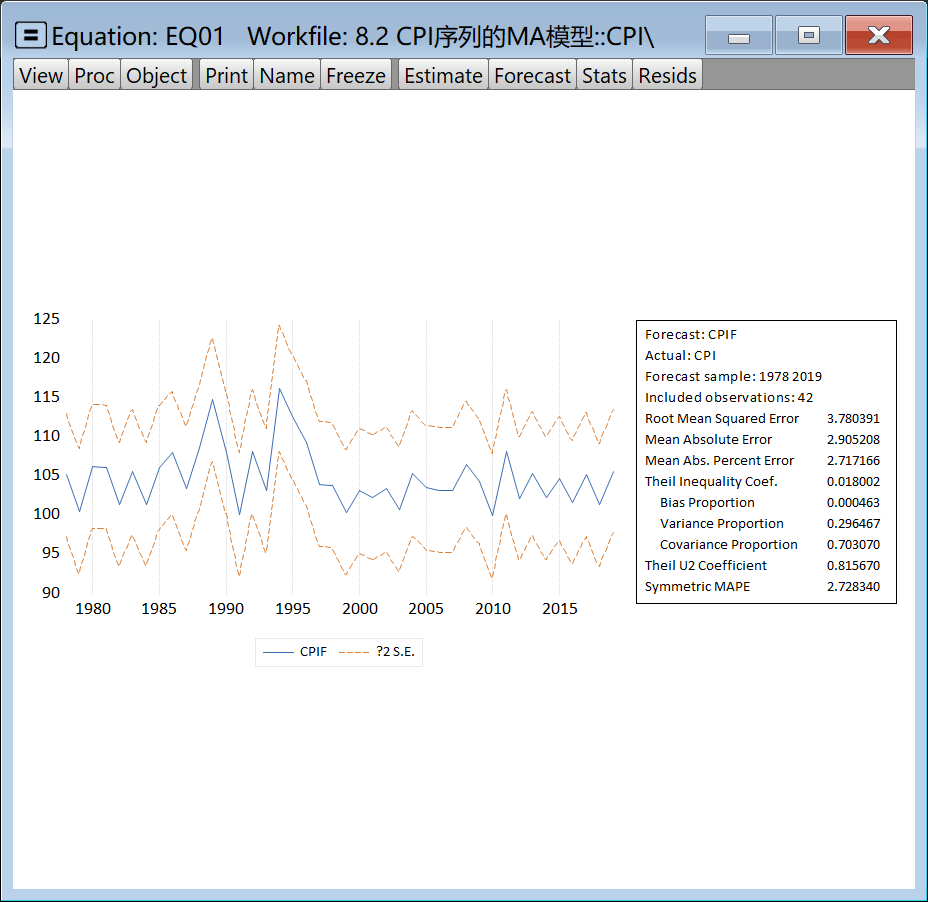 Equation: EQ01 Workfile: 8.2 CPI序列的MA模型::CPI\
View Proc Object Print Name Freeze Estimate Forecast Stats Resids
125
120
115
110
105
100
95
90
1980 1985 1990 1995 2000 2005 2010 2015
CPIF ?2 S.E.
Forecast: CPIF
Actual: CPI
Forecast sample: 1978 2019
Included observations: 42
Root Mean Squared Error 3.780391
Mean Absolute Error 2.905208
Mean Abs. Percent Error 2.717166
Theil Inequality Coef. 0.018002
Bias Proportion 0.000463
Variance Proportion 0.296467
Covariance Proportion 0.703070
Theil U2 Coefficient 0.815670
Symmetric MAPE 2.728340